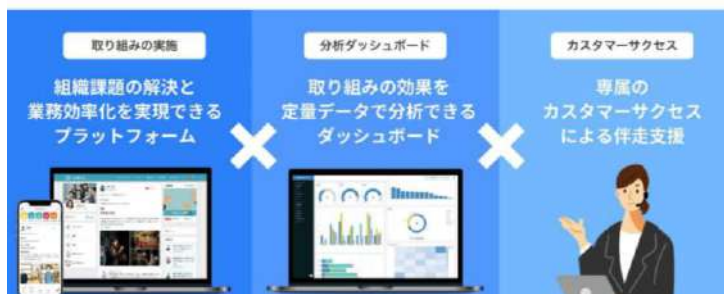 取り組みの実施
組織課題の解決と
業務効率化を実現できる
プラットフォーム
分析ダッシュボード
取り組みの効果を
定量データで分析できる
ダッシュボード
カスタマーサクセス
専属の
カスタマーサクセス
による伴走支援